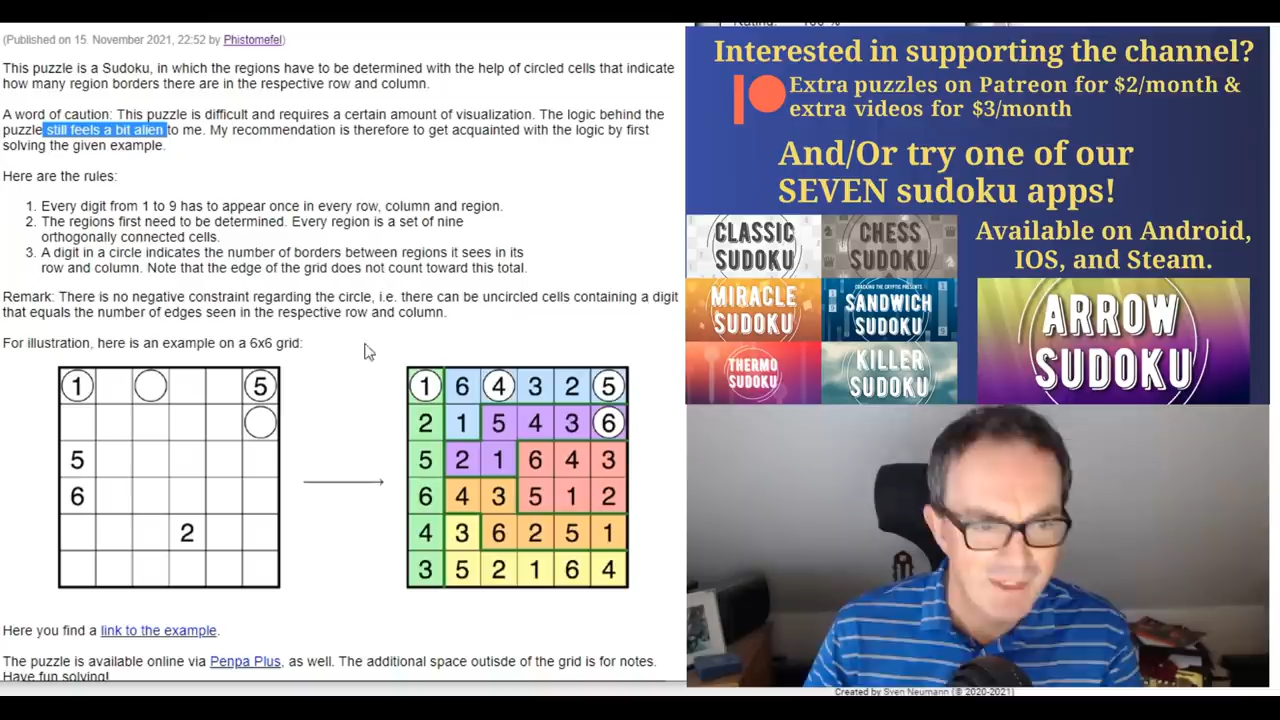 Rating: 100 %
(Published on 15. November 2021, 22:52 by Phistomefel)
This puzzle is a Sudoku, in which the regions have to be determined with the help of circled cells that indicate
how many region borders there are in the respective row and column.
A word of caution: This puzzle is difficult and requires a certain amount of visualization. The logic behind the
puzzle still feels a bit alien to me. My recommendation is therefore to get acquainted with the logic by first
solving the given example.
Here are the rules:
1. Every digit from 1 to 9 has to appear once in every row, column and region.
2. The regions first need to be determined. Every region is a set of nine
orthogonally connected cells.
3. A digit in a circle indicates the number of borders between regions it sees in its
row and column. Note that the edge of the grid does not count toward this total.
Remark: There is no negative constraint regarding the circle, i.e. there can be uncircled cells containing a digit
that equals the number of edges seen in the respective row and column.
For illustration, here is an example on a 6x6 grid:
1 5
5
6
2
1 6 4 3 2 5
2 1 5 4 3 6
5 2 1 6 4 3
6 4 3 5 1 2
4 3 6 2 5 1
3 5 2 1 6 4
Here you find a link to the example.
The puzzle is available online via Penpa Plus, as well. The additional space outisde of the grid is for notes.
Have fun solving!
Interested in supporting the channel?
Extra puzzles on Patreon for $2/month &
extra videos for $3/month
And/Or try one of our
SEVEN sudoku apps!
CLASSIC
SUDOKU
CHESS
SUDOKU
MIRACLE
SUDOKU
CRACKING THE CRYPTIC PRESENTS
SANDWICH
SUDOKU
THERMO
SUDOKU
KILLER
SUDOKU
Available on Android,
IOS, and Steam.
ARROW
SUDOKU
Created by Sven Neumann (© 2020-2021)